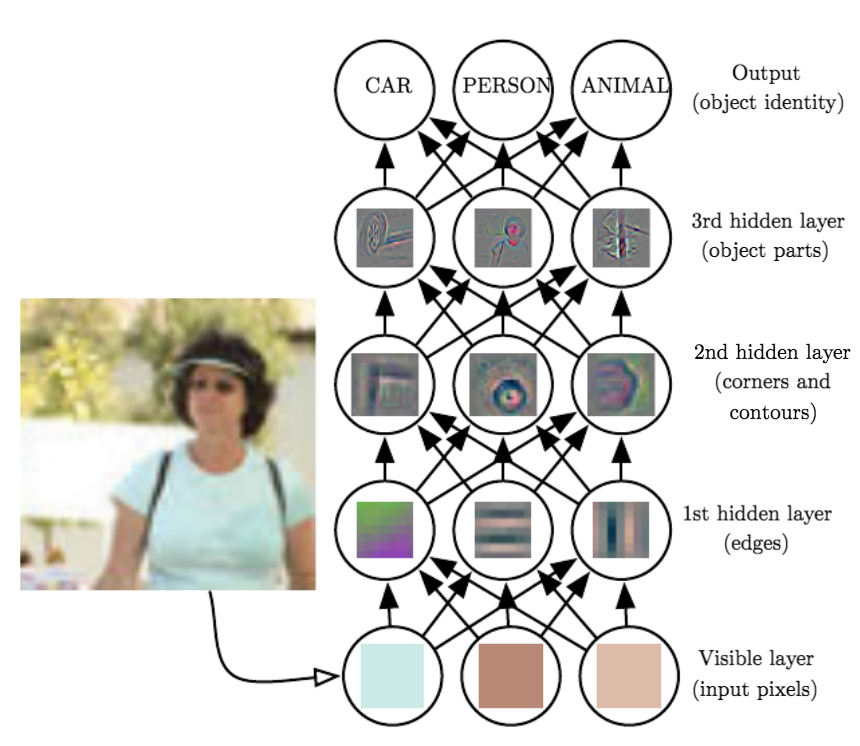 CAR
PERSON
ANIMAL
Output
(object identity)
3rd hidden layer
(object parts)
2nd hidden layer
(corners and
contours)
1st hidden layer
(edges)
Visible layer
(input pixels)